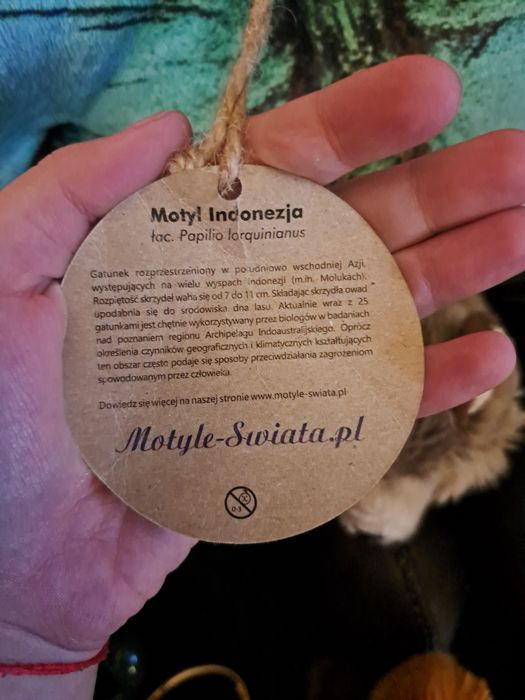 Motyl Indonezja
łac. Papilio lorquinianus
Gatunek rozprzestrzeniony w południowo wschodniej Azji,
występujących na wielu wyspach Indonezji (m.in. Molukach).
Rozpiętość skrzydeł waha się od 7 do 11 cm. Składając skrzydła owad
upodabnia się do środowiska dna lasu. Aktualnie wraz z 25
gatunkami jest chętnie wykorzystywany przez biologów w badaniach
nad poznaniem regionu Archipelagu Indoaustralijskiego. Oprócz
określenia czynników geograficznych i klimatycznych kształtujących
ten obszar często podaje się sposoby przeciwdziałania zagrożeniom
spowodowanym przez człowieka.
Dowiedz się więcej na naszej stronie www.motyle-swiata.pl
Motyle-Swiata.pl
0-3